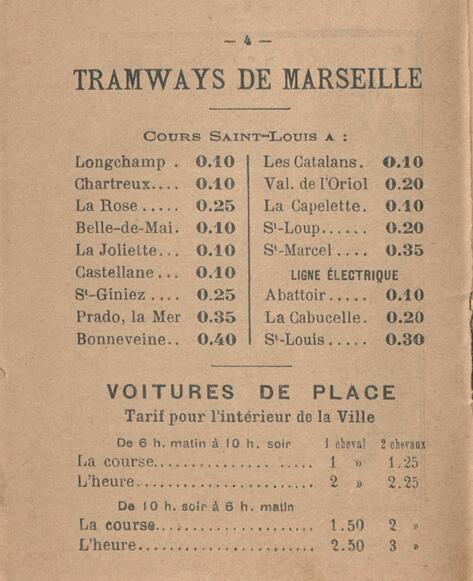 — 4 —
TRAMWAYS DE MARSEILLE
COURS SAINT-LOUIS A :
Longchamp . 0.10
Chartreux.... 0.10
La Rose..... 0.25
Belle-de-Mai. 0.10
La Joliette... 0.10
Castellane ... 0.10
St-Giniez .... 0.25
Prado, la Mer 0.35
Bonneveine.. 0.40
Les Catalans. 0.10
Val. de l'Oriol 0.20
La Capelette. 0.10
St-Loup...... 0.20
St-Marcel .... 0.35
LIGNE ÉLECTRIQUE
Abattoir ..... 0.10
La Cabucelle. 0.20
St-Louis ..... 0.30
VOITURES DE PLACE
Tarif pour l'intérieur de la Ville
De 6 h. matin à 10 h. soir 1 cheval 2 chevaux
La course..................... 1 » 1.25
L'heure....................... 2 » 2.25
De 10 h. soir à 6 h. matin
La course..................... 1.50 2 »
L'heure....................... 2.50 3 »